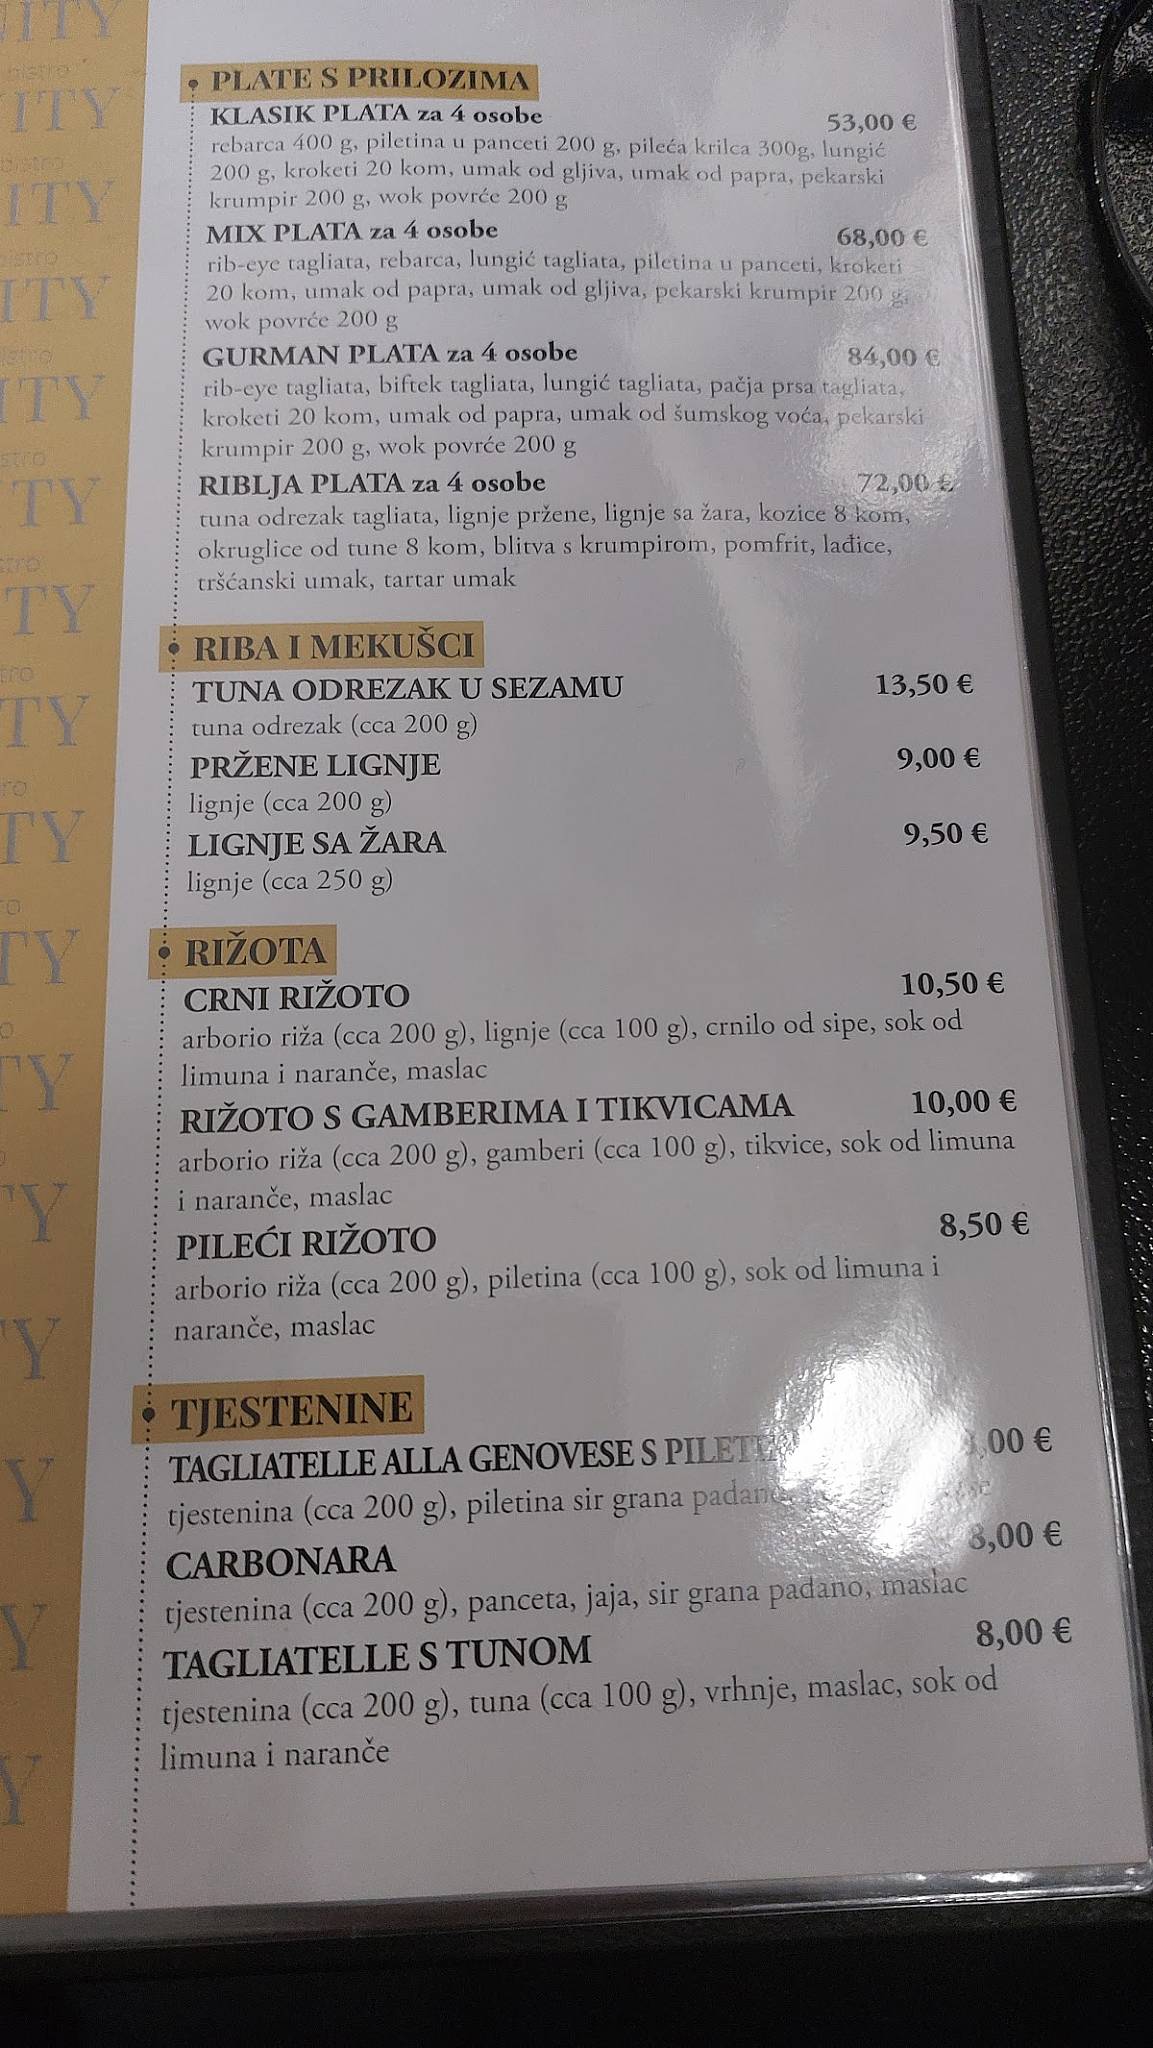 PLATE S PRILOZIMA
KLASIK PLATA za 4 osobe 53,00 €
rebarca 400 g, piletina u panceti 200 g, pileća krilca 300g, lungić
200 g, kroketi 20 kom, umak od gljiva, umak od papra, pekarski
krumpir 200 g, wok povrće 200 g
MIX PLATA za 4 osobe 68,00 €
rib-eye tagliata, rebarca, lungić tagliata, piletina u panceti, kroketi
20 kom, umak od papra, umak od gljiva, pekarski krumpir 200 g,
wok povrće 200 g
GURMAN PLATA za 4 osobe 84,00 €
rib-eye tagliata, biftek tagliata, lungić tagliata, pačja prsa tagliata,
kroketi 20 kom, umak od papra, umak od šumskog voća, pekarski
krumpir 200 g, wok povrće 200 g
RIBLJA PLATA za 4 osobe 72,00 €
tuna odrezak tagliata, lignje pržene, lignje sa žara, kozice 8 kom,
okruglice od tune 8 kom, blitva s krumpirom, pomfrit, lađice,
tršćanski umak, tartar umak
RIBA I MEKUŠCI
TUNA ODREZAK U SEZAMU 13,50 €
tuna odrezak (cca 200 g)
PRŽENE LIGNJE 9,00 €
lignje (cca 200 g)
LIGNJE SA ŽARA 9,50 €
lignje (cca 250 g)
RIŽOTA
CRNI RIŽOTO 10,50 €
arborio riža (cca 200 g), lignje (cca 100 g), crnilo od sipe, sok od
limuna i naranče, maslac
RIŽOTO S GAMBERIMA I TIKVICAMA 10,00 €
arborio riža (cca 200 g), gamberi (cca 100 g), tikvice, sok od limuna
i naranče, maslac
PILEĆI RIŽOTO 8,50 €
arborio riža (cca 200 g), piletina (cca 100 g), sok od limuna i
naranče, maslac
TJESTENINE
TAGLIATELLE ALLA GENOVESE S
tjestenina (cca 200 g), piletina sir grana padano,
CARBONARA 8,00 €
tjestenina (cca 200 g), panceta, jaja, sir grana padano, maslac
TAGLIATELLE S TUNOM 8,00 €
tjestenina (cca 200 g), tuna (cca 100 g), vrhnje, maslac, sok od
limuna i naranče